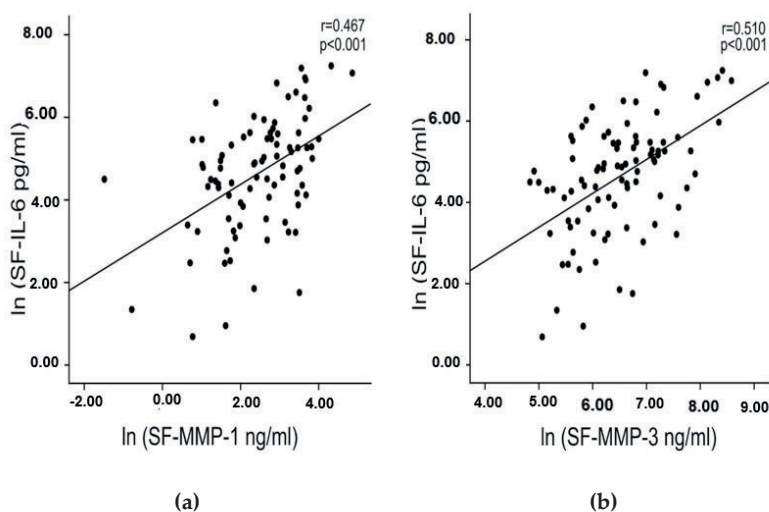 r=0.467
p<0.001
8.00
6.00
4.00
2.00
0.00
ln (SF-IL-6 pg/ml)
-2.00 0.00 2.00 4.00
ln (SF-MMP-1 ng/ml)
(a)
r=0.510
p<0.001
8.00
6.00
4.00
2.00
0.00
ln (SF-IL-6 pg/ml)
4.00 5.00 6.00 7.00 8.00 9.00
ln (SF-MMP-3 ng/ml)
(b)